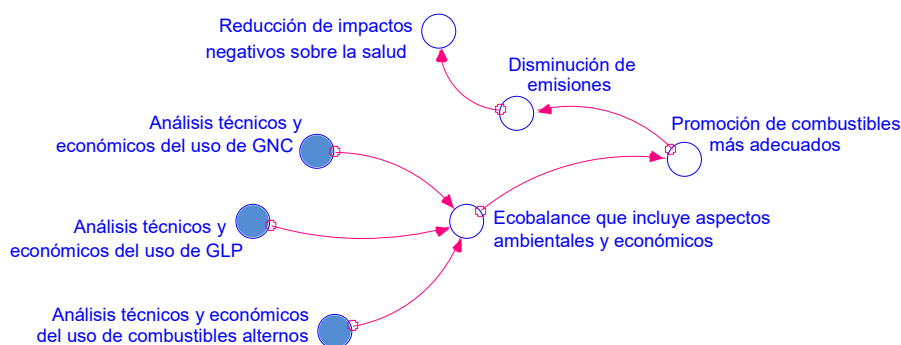 Reducción de impactos
negativos sobre la salud
Disminución de
emisiones
Análisis técnicos y
económicos del uso de GNC
Promoción de combustibles
más adecuados
Análisis técnicos y
económicos del uso de GLP
Ecobalance que incluye aspectos
ambientales y económicos
Análisis técnicos y económicos
del uso de combustibles alternos